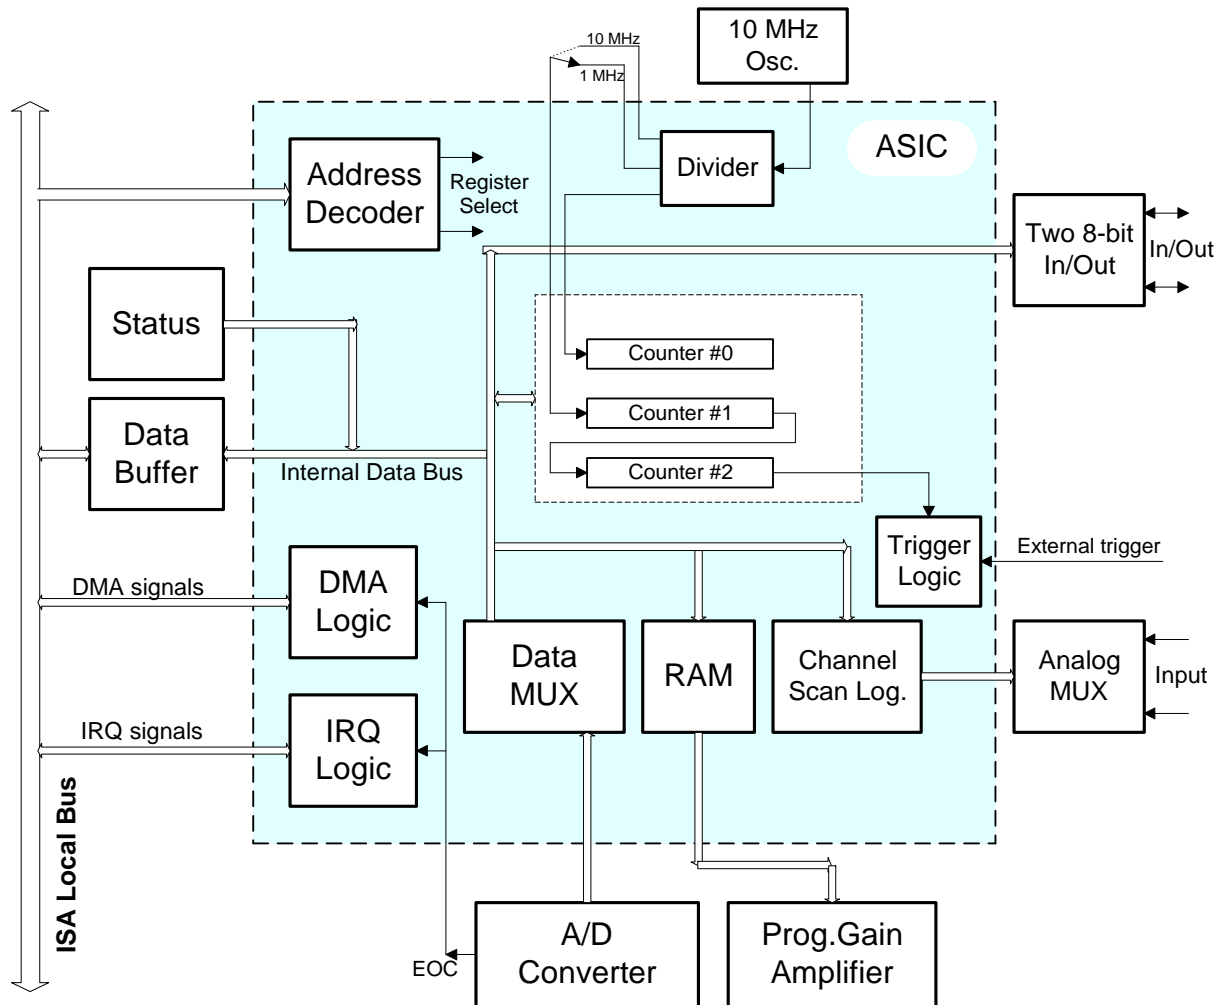 10 MHz
1 MHz
10 MHz
Osc.
ASIC
Address
Decoder
Register
Select
Divider
Two 8-bit
In/Out
In/Out
Status
Counter #0
Counter #1
Counter #2
Data
Buffer
Internal Data Bus
Trigger
Logic
External trigger
DMA signals
DMA
Logic
Data
MUX
RAM
Channel
Scan Log.
Analog
MUX
Input
IRQ signals
IRQ
Logic
ISA Local Bus
EOC
A/D
Converter
Prog.Gain
Amplifier